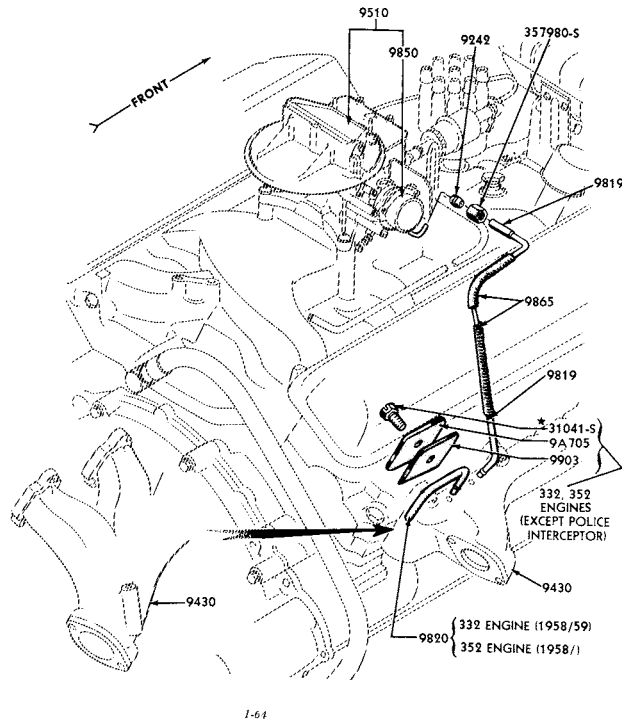 9510
9850
9242
357980-S
FRONT
9819
9865
9819
*31041-S
9A705
9903
332, 352
ENGINES
(EXCEPT POLICE
INTERCEPTOR)
9430
9430
9820
332 ENGINE (1958/59)
352 ENGINE (1958/)
1-64